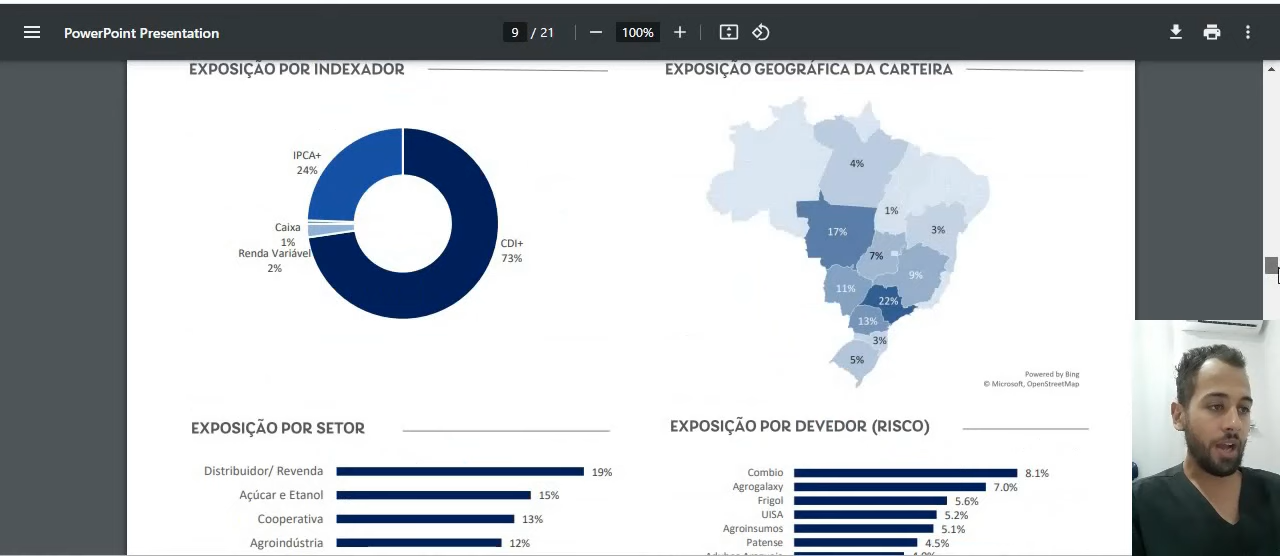 PowerPoint Presentation
9 / 21
100%
EXPOSIÇÃO POR INDEXADOR
EXPOSIÇÃO GEOGRÁFICA DA CARTEIRA
IPCA+
24%
Caixa
1%
Renda Variável
2%
CDI+
73%
4%
1%
17%
3%
7%
9%
11%
22%
13%
3%
5%
Powered by Bing
© Microsoft, OpenStreetMap
EXPOSIÇÃO POR SETOR
Distribuidor/ Revenda 19%
Açúcar e Etanol 15%
Cooperativa 13%
Agroindústria 12%
EXPOSIÇÃO POR DEVEDOR (RISCO)
Combio 8.1%
Agrogalaxy 7.0%
Frigol 5.6%
UISA 5.2%
Agroinsumos 5.1%
Patense 4.5%